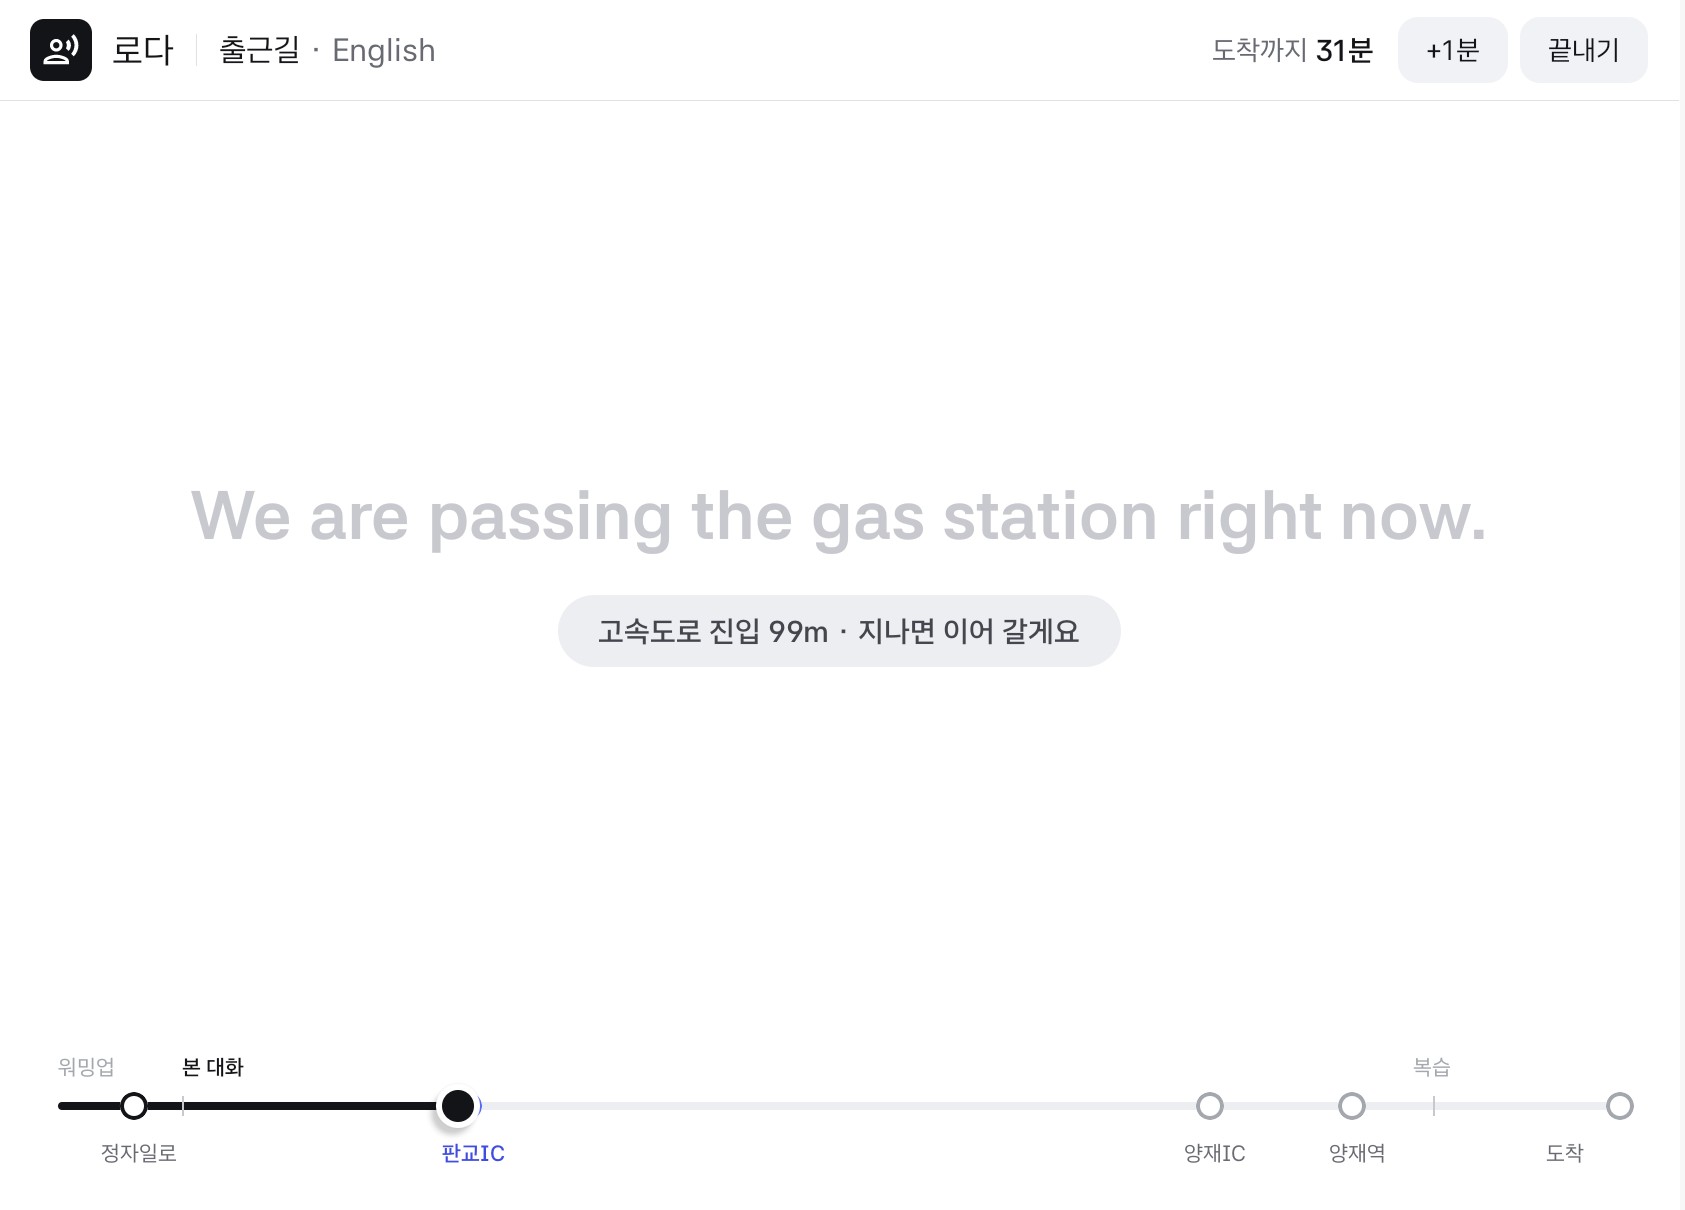 로다
출근길 · English
도착까지 31분
+1분
끝내기
We are passing the gas station right now.
고속도로 진입 99m · 지나면 이어 갈게요
워밍업
본 대화
복습
정자일로
판교IC
양재IC
양재역
도착